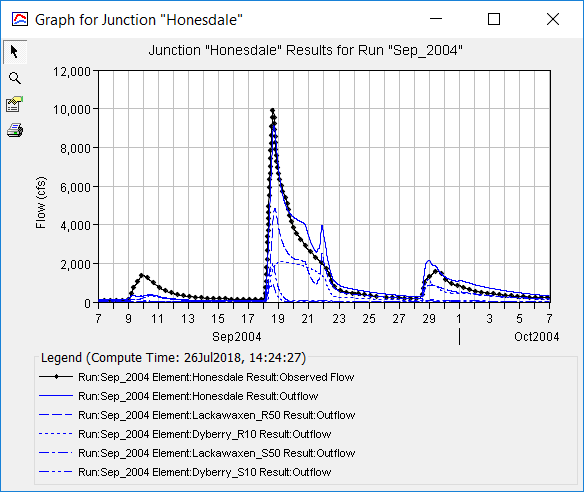 Graph for Junction "Honesdale"
Junction "Honesdale" Results for Run "Sep_2004"
12,000
10,000
8,000
6,000
4,000
2,000
0
Flow (cfs)
7 9 11 13 15 17 19 21 23 25 27 29 1 3 5 7
Sep2004 Oct2004
Legend (Compute Time: 26Jul2018, 14:24:27)
Run:Sep_2004 Element:Honesdale Result:Observed Flow
Run:Sep_2004 Element:Honesdale Result:Outflow
Run:Sep_2004 Element:Lackawaxen_R50 Result:Outflow
Run:Sep_2004 Element:Dyberry_R10 Result:Outflow
Run:Sep_2004 Element:Lackawaxen_S50 Result:Outflow
Run:Sep_2004 Element:Dyberry_S10 Result:Outflow